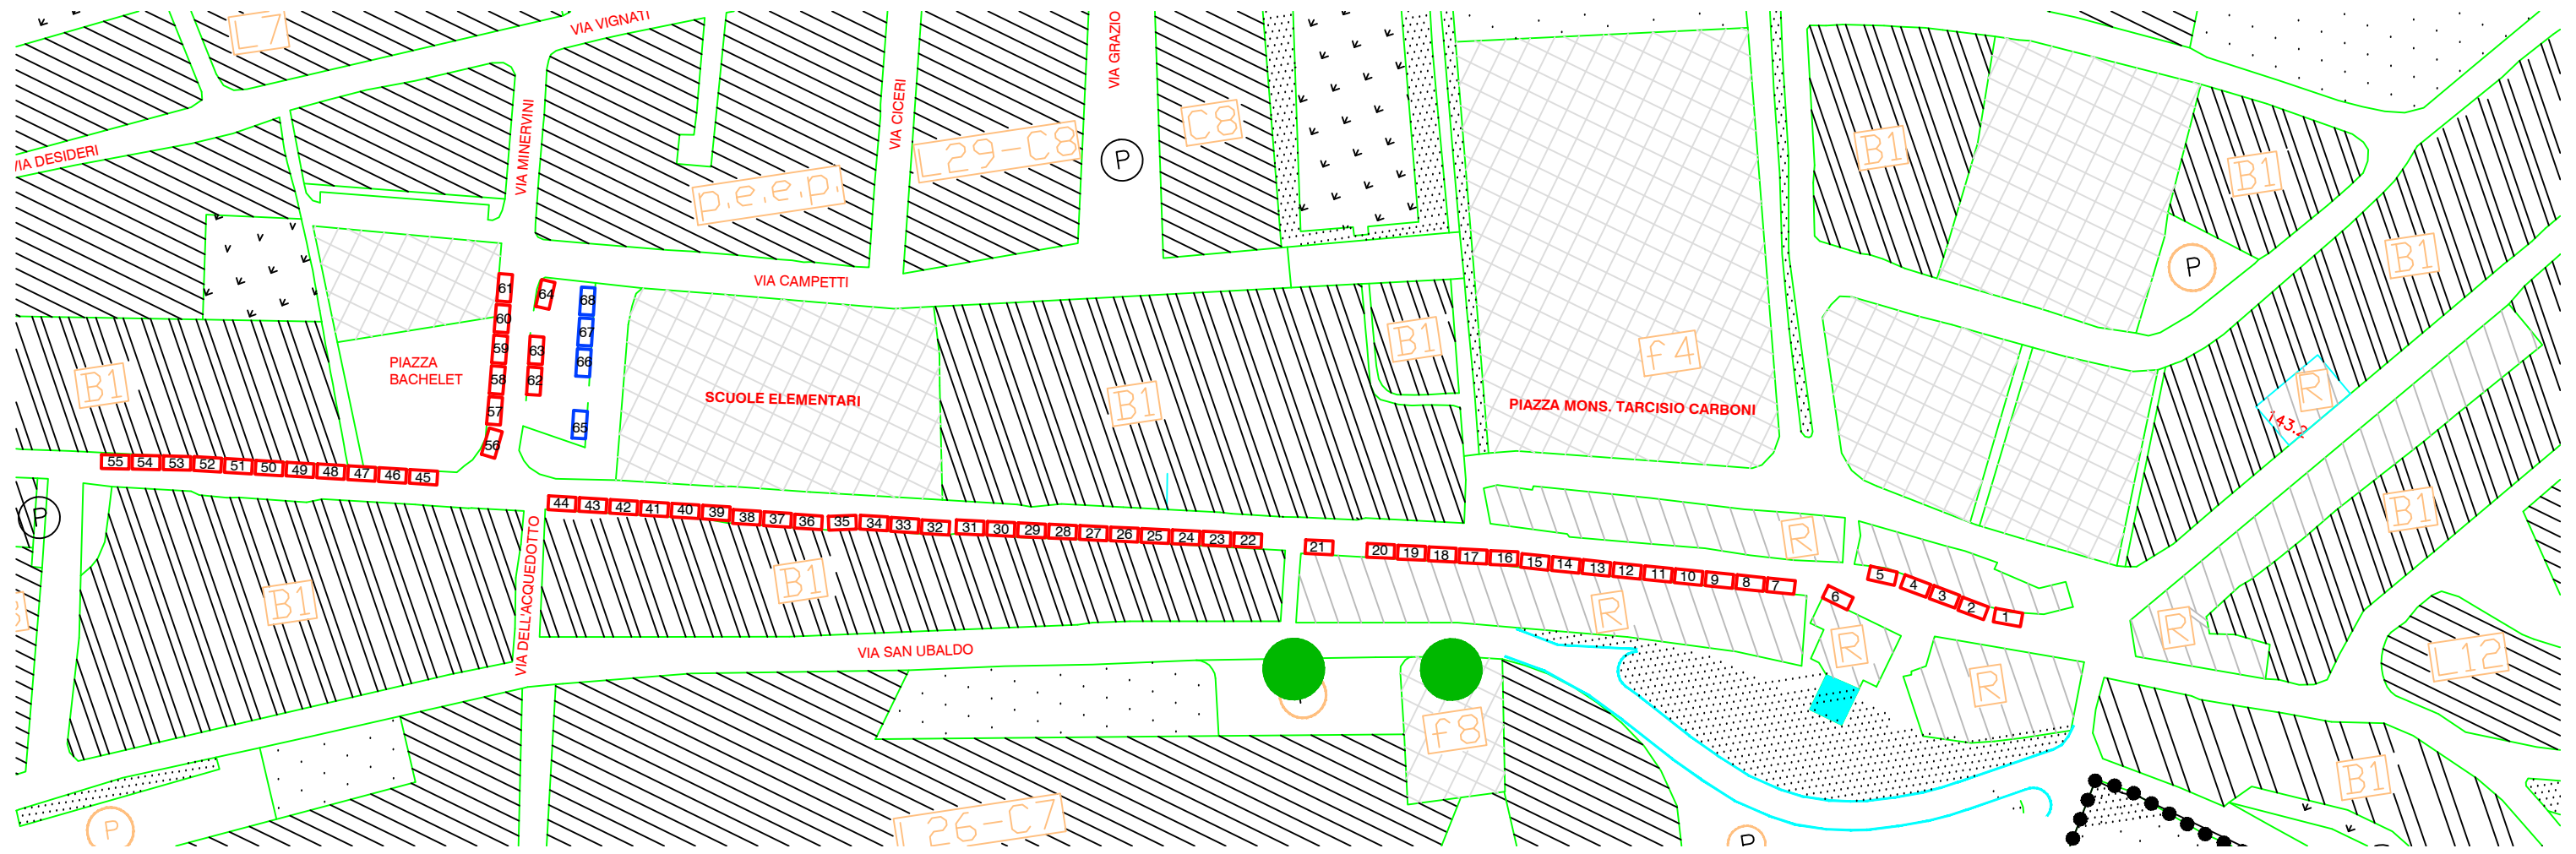 L7
VIA VIGNATI
VIA GRAZIO
VIA MINERVINI
VIA CICERI
L29-C8
C8
P
VIA DESIDERI
p.e.e.p.
B1
B1
B1
P
VIA CAMPETTI
61
64
68
60
67
59
63
66
58
62
57
65
56
PIAZZA
BACHELET
B1
SCUOLE ELEMENTARI
B1
B1
f4
PIAZZA MONS. TARCISIO CARBONI
R
143.2
55 54 53 52 51 50 49 48 47 46 45
P
44 43 42 41 40 39 38 37 36 35 34 33 32 31 30 29 28 27 26 25 24 23 22
21 20 19 18 17 16 15 14 13 12 11 10 9 8 7
6 5 4 3 2 1
R
B1
VIA DELL'ACQUEDOTTO
B1
B1
R
R
R
L12
VIA SAN UBALDO
R
f8
B1
L26-C7
P
P